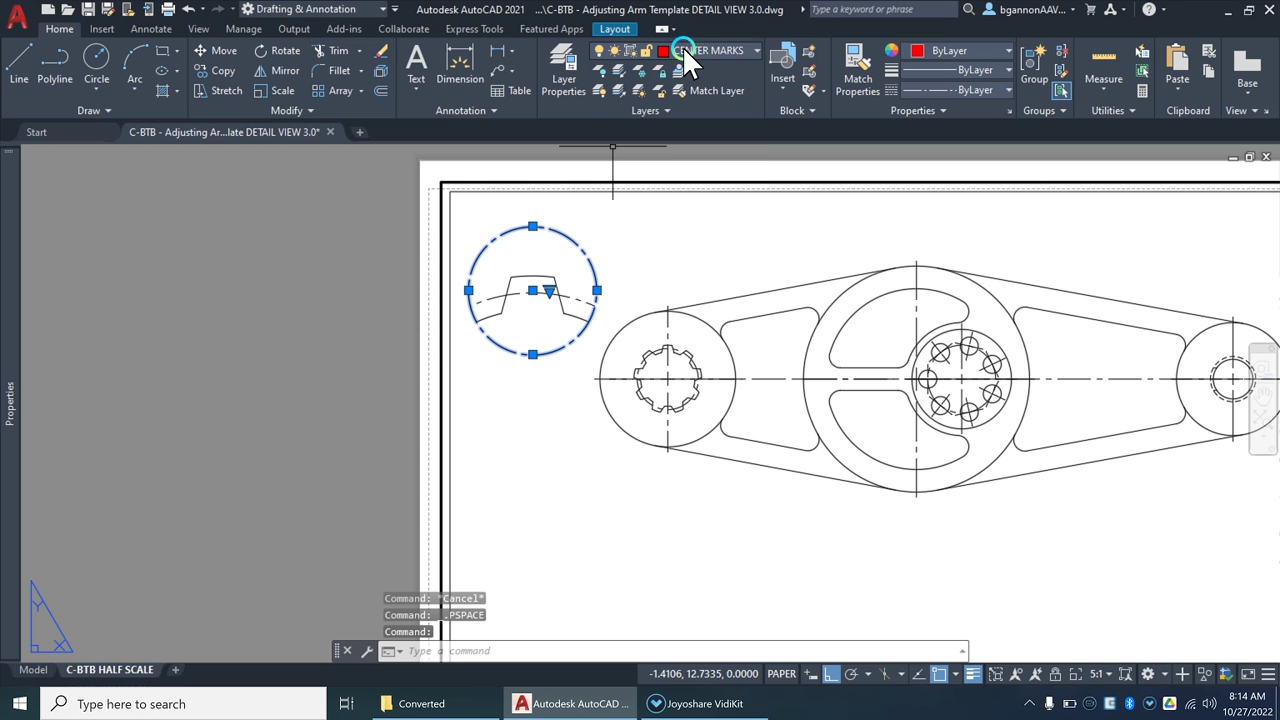 Drafting & Annotation
Autodesk AutoCAD 2021 ...\C-BTB - Adjusting Arm Template DETAIL VIEW 3.0.dwg
Type a keyword or phrase
bgannonAAV...
Home Insert Annotate View Manage Output Add-ins Collaborate Express Tools Featured Apps Layout
Line Polyline Circle Arc
Move Rotate Trim
Copy Mirror Fillet
Stretch Scale Array
Text Dimension Table
Layer Properties
CENTER MARKS
Match Layer
Insert
Match Properties
ByLayer
ByLayer
ByLayer
Group Measure Paste Base
Draw Modify Annotation Layers Block Properties Groups Utilities Clipboard View
Start C-BTB - Adjusting Ar...late DETAIL VIEW 3.0*
Properties
Y
X
Command: *Cancel*
Command: .PSPACE
Command:
Type a command
Model C-BTB HALF SCALE
-1.4106, 12.7335, 0.0000 PAPER 5:1
Type here to search
Converted
Autodesk AutoCAD ...
Joyoshare VidiKit
8:14 AM
10/27/2022